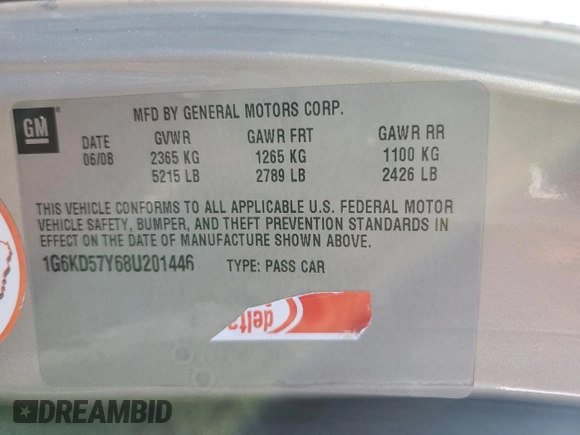 GM
MFD BY GENERAL MOTORS CORP.
DATE GVWR GAWR FRT GAWR RR
06/08 2365 KG 1265 KG 1100 KG
5215 LB 2789 LB 2426 LB
THIS VEHICLE CONFORMS TO ALL APPLICABLE U.S. FEDERAL MOTOR
VEHICLE SAFETY, BUMPER, AND THEFT PREVENTION STANDARDS IN
EFFECT ON THE DATE OF MANUFACTURE SHOWN ABOVE.
1G6KD57Y68U201446 TYPE: PASS CAR
delta
DREAMBID